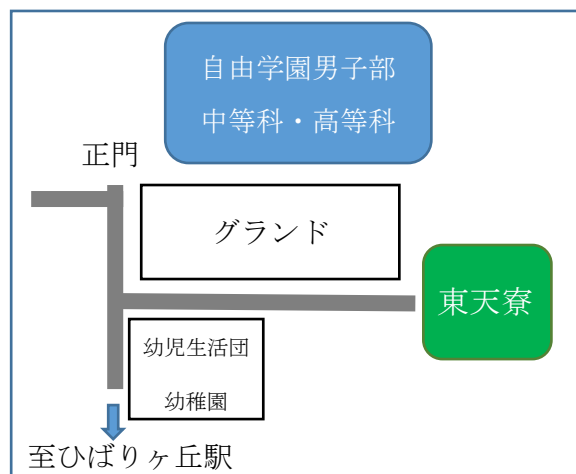 自由学園男子部
中等科・高等科
正門
グランド
東天寮
幼児生活団
幼稚園
至ひばりヶ丘駅